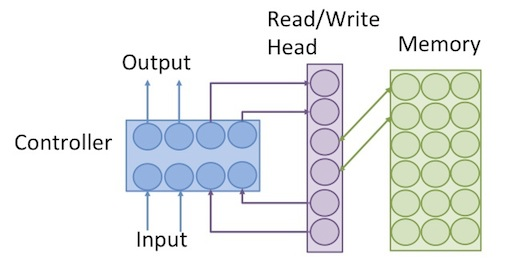 Read/Write
Head
Memory
Output
Controller
Input